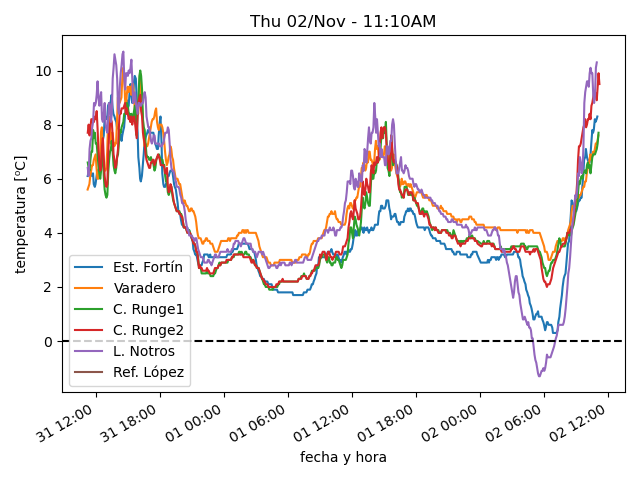 Thu 02/Nov - 11:10AM
temperatura [ºC]
10
8
6
4
2
0
Est. Fortín
Varadero
C. Runge1
C. Runge2
L. Notros
Ref. López
31 12:00
31 18:00
01 00:00
01 06:00
01 12:00
01 18:00
02 00:00
02 06:00
02 12:00
fecha y hora